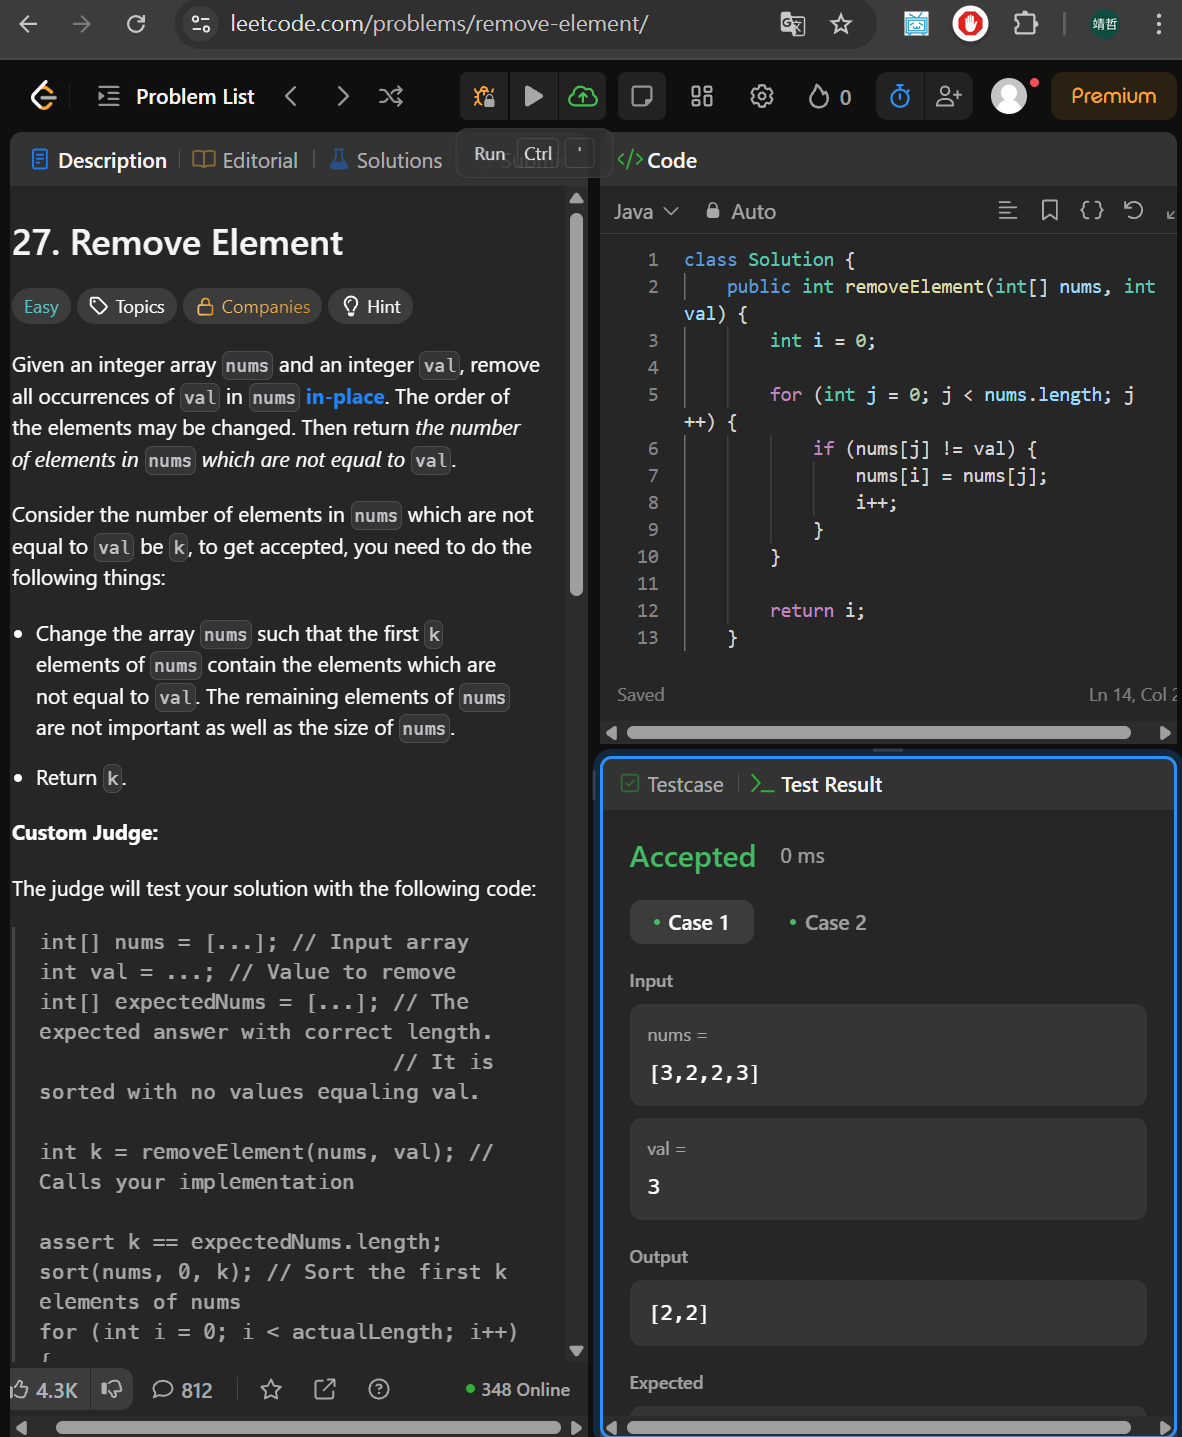 leetcode.com/problems/remove-element/
靖哲
Problem List
0
Premium
Description
Editorial
Solutions
Run Ctrl '
Code
27. Remove Element
Easy
Topics
Companies
Hint
Given an integer array nums and an integer val, remove
all occurrences of val in nums in-place. The order of
the elements may be changed. Then return the number
of elements in nums which are not equal to val.
Consider the number of elements in nums which are not
equal to val be k, to get accepted, you need to do the
following things:
• Change the array nums such that the first k
elements of nums contain the elements which are
not equal to val. The remaining elements of nums
are not important as well as the size of nums.
• Return k.
Custom Judge:
The judge will test your solution with the following code:
int[] nums = [...]; // Input array
int val = ...; // Value to remove
int[] expectedNums = [...]; // The
expected answer with correct length.
// It is
sorted with no values equaling val.
int k = removeElement(nums, val); //
Calls your implementation
assert k == expectedNums.length;
sort(nums, 0, k); // Sort the first k
elements of nums
for (int i = 0; i < actualLength; i++)
{
4.3K
812
348 Online
Java
Auto
1 class Solution {
2 public int removeElement(int[] nums, int
val) {
3 int i = 0;
4
5 for (int j = 0; j < nums.length; j
++) {
6 if (nums[j] != val) {
7 nums[i] = nums[j];
8 i++;
9 }
10 }
11
12 return i;
13 }
Saved
Ln 14, Col 2
Testcase
Test Result
Accepted
0 ms
• Case 1
• Case 2
Input
nums =
[3,2,2,3]
val =
3
Output
[2,2]
Expected